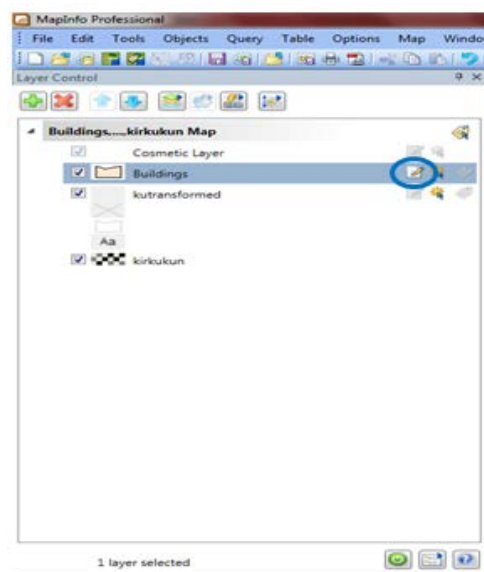 MapInfo Professional
File Edit Tools Objects Query Table Options Map Windo
Layer Control
Buildings,...,kirkukun Map
Cosmetic Layer
Buildings
kutransformed
Aa
kirkukun
1 layer selected